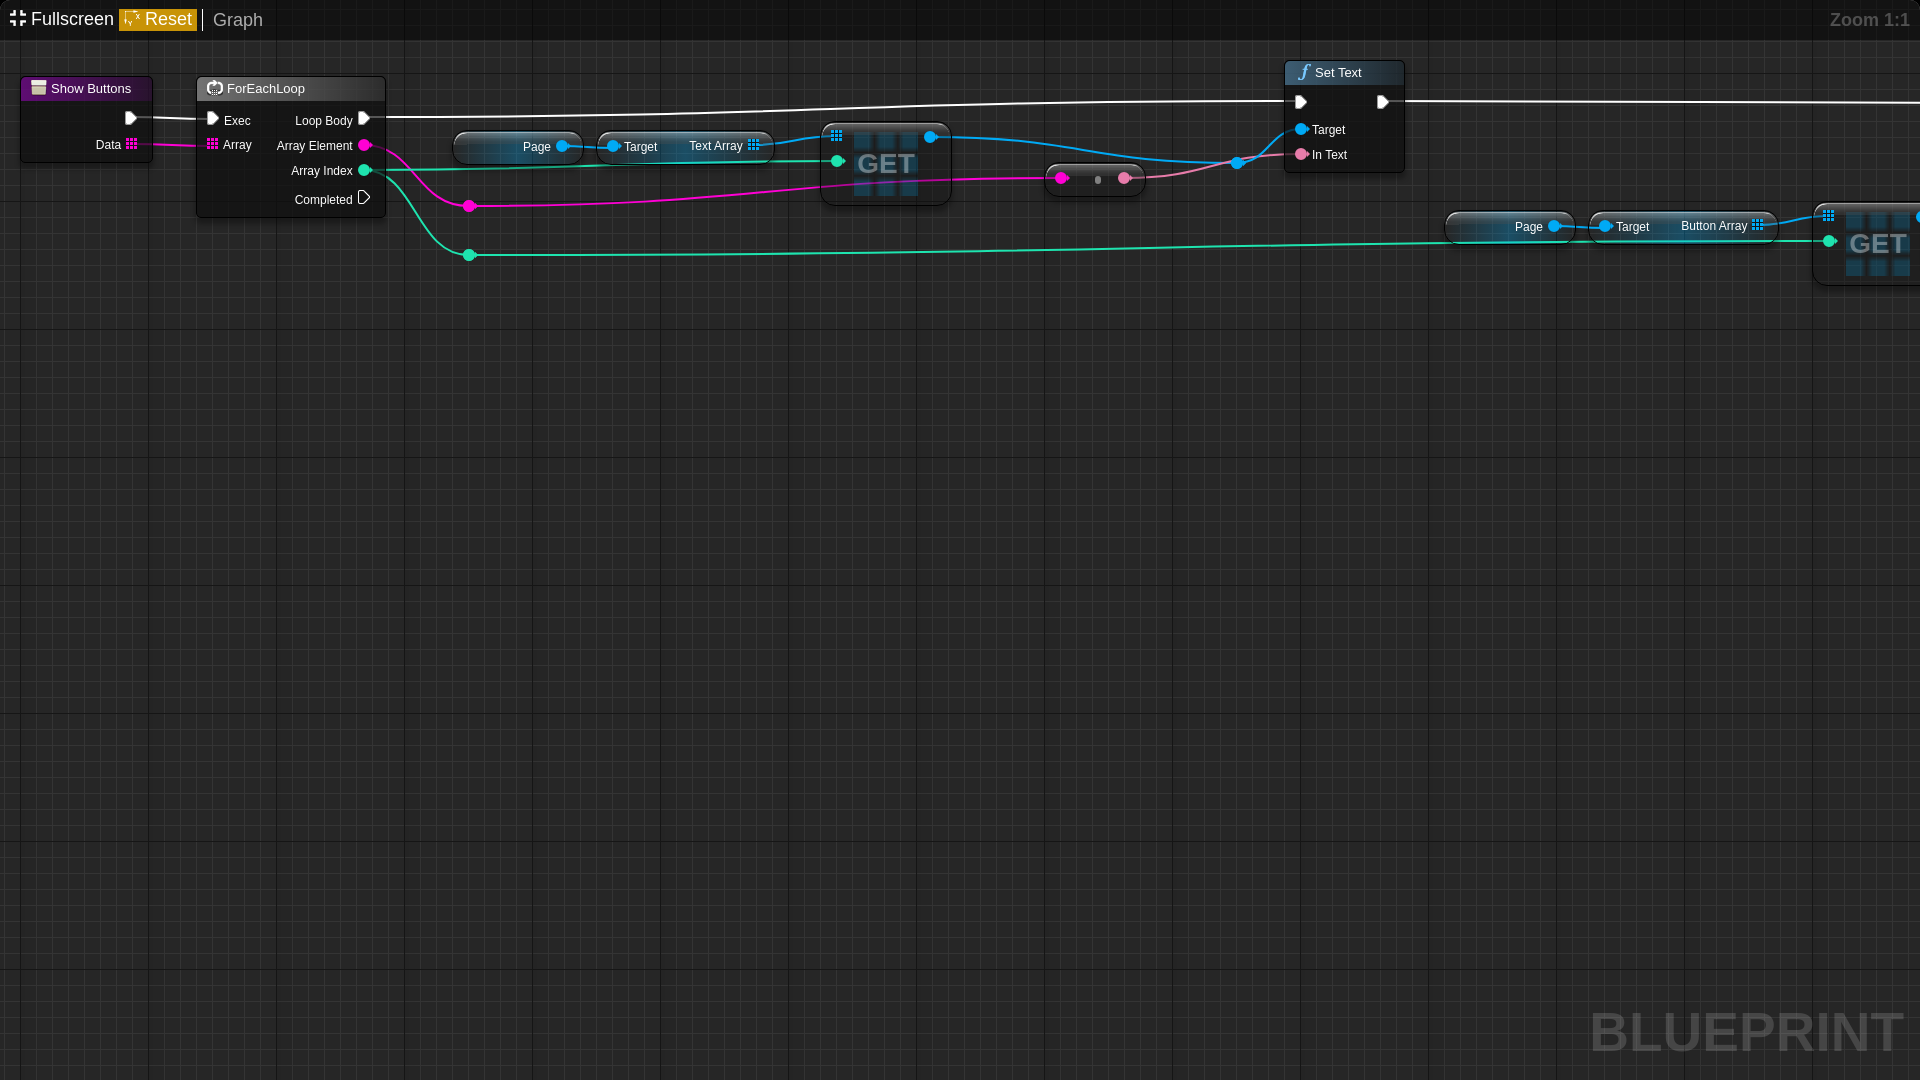 Fullscreen Reset Graph Zoom 1:1
Set Text
Show Buttons ForEachLoop
Exec Loop Body
Target
Data Array Array Element Page Target Text Array
In Text
GET
Array Index
Completed
Page Target Button Array
GET
BLUEPRINT